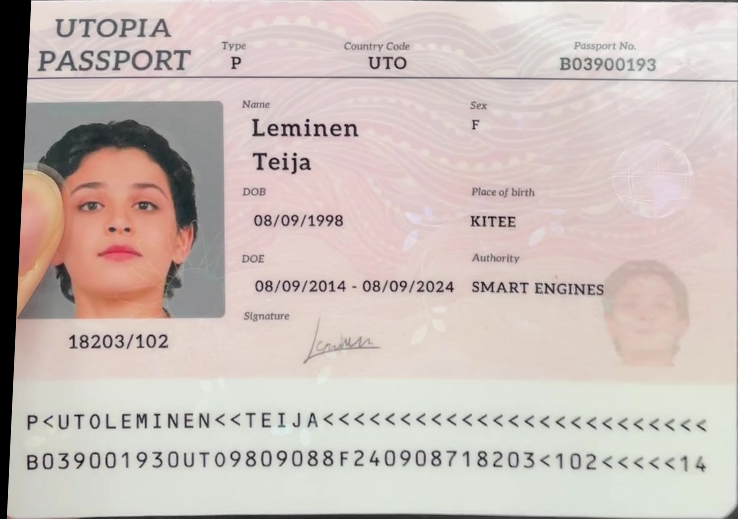 UTOPIA
PASSPORT
Type
P
Country Code
UTO
Passport No.
B03900193
Name
Leminen
Teija
Sex
F
DOB
08/09/1998
Place of birth
KITEE
DOE
08/09/2014 - 08/09/2024
Authority
SMART ENGINES
Signature
Leminen
18203/102
P<UTOLEMINEN<<TEIJA<<<<<<<<<<<<<<<<<<<<<<<<<
B039001930UTO9809088F240908718203<102<<<<<14